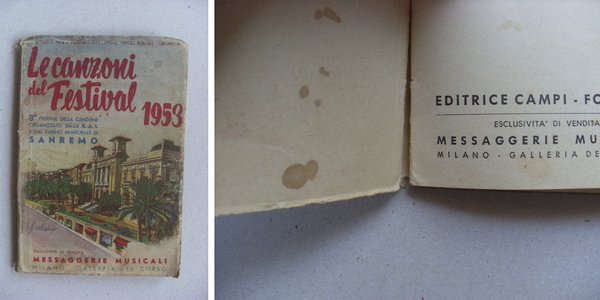 Le canzoni
del Festival 1953
3° FESTIVAL DELLA CANZONE
ORGANIZZATO DALLA R.A.I.
E DAL CASINO MUNICIPALE DI
SANREMO
ESCLUSIVITÀ DI VENDITA
MESSAGGERIE MUSICALI
MILANO - GALLERIA DEL CORSO
EDITRICE CAMPI - FO
ESCLUSIVITA' DI VENDITA
MESSAGGERIE MU
MILANO - GALLERIA DE